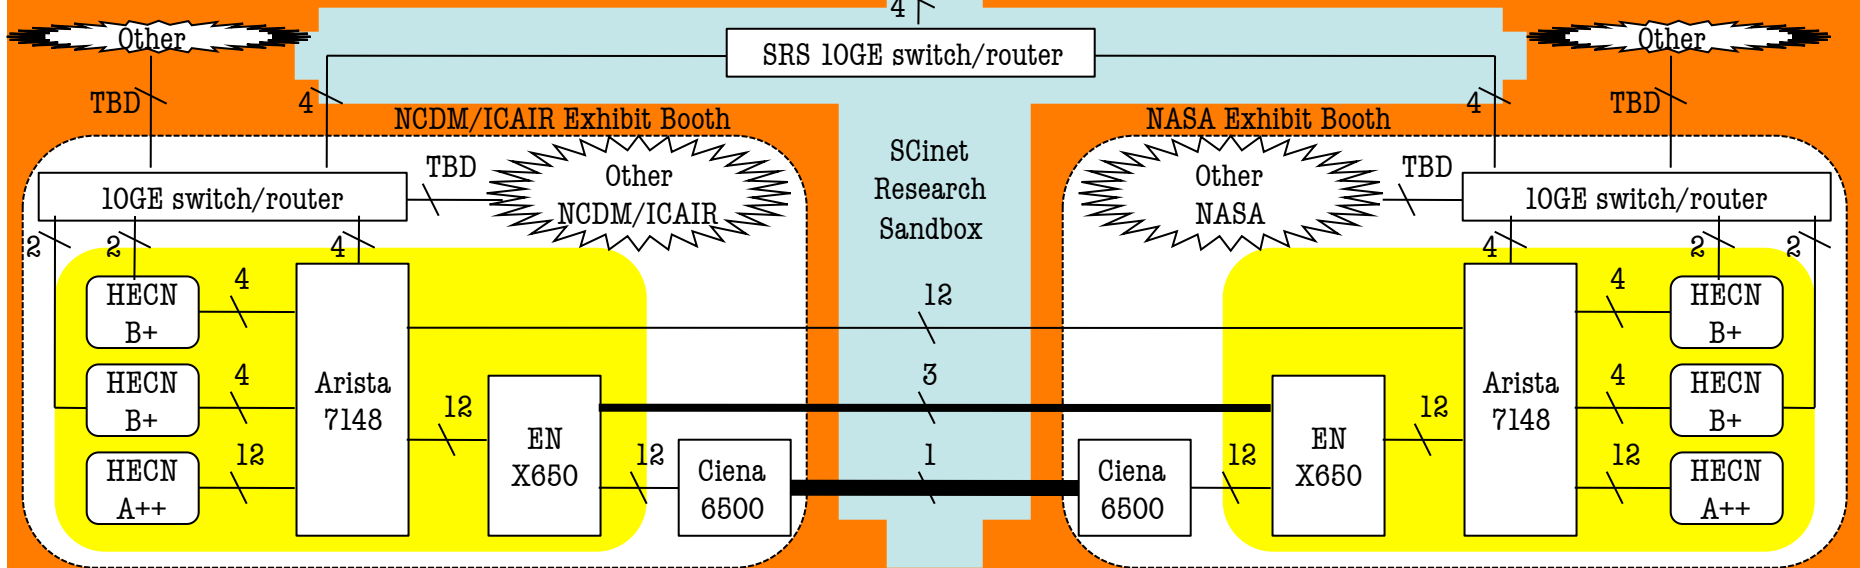 4
Other
SRS 10GE switch/router
Other
TBD
4
4
TBD
NCDM/ICAIR Exhibit Booth
NASA Exhibit Booth
SCinet
Research
Sandbox
TBD
Other
NCDM/ICAIR
Other
NASA
TBD
10GE switch/router
10GE switch/router
2
2
4
4
2
2
HECN
B+
4
12
4
HECN
B+
HECN
B+
4
Arista
7148
3
Arista
7148
4
HECN
B+
12
EN
X650
EN
X650
12
HECN
A++
12
12
Ciena
6500
1
Ciena
6500
12
12
HECN
A++